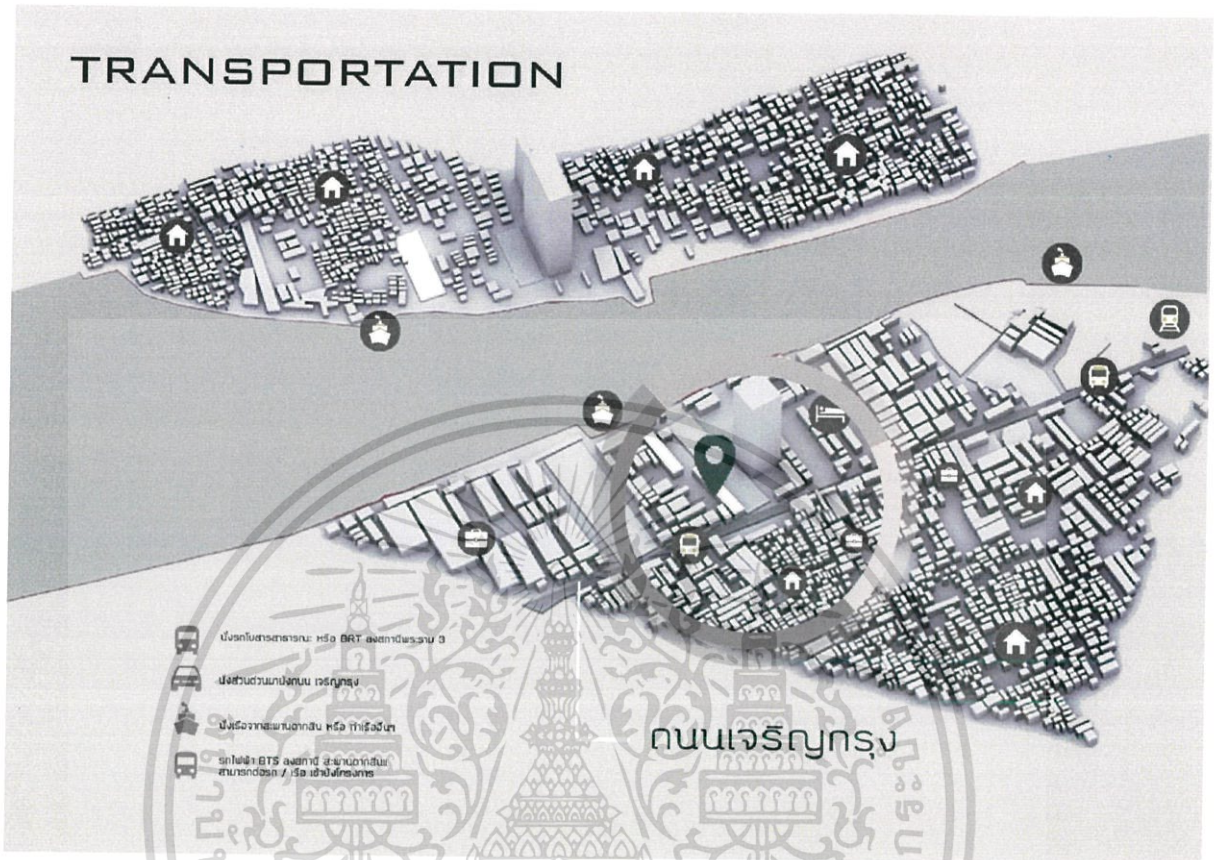 TRANSPORTATION
นั่งรถโบสารสาธารณะ หรือ BRT ลงสถานีพระราม 3
นั่งส่วนตัวมายังถนน เจริญกรุง
นั่งเรือจากสะพานตากสิน หรือ ท่าเรืออื่นๆ
รถไฟฟ้า BTS ลงสถานี สะพานตากสิน
สามารถต่อรถ / เรือ เข้ายังโครงการ
ถนนเจริญกรุง